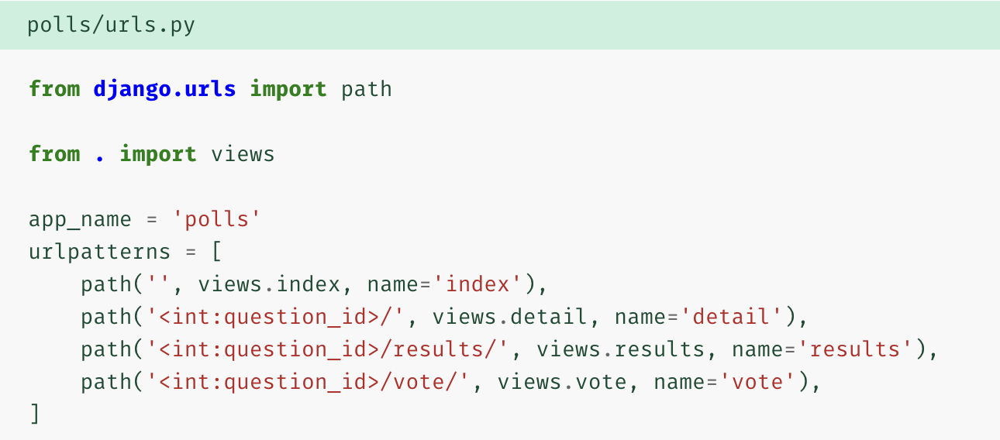 polls/urls.py
from django.urls import path
from . import views
app_name = 'polls'
urlpatterns = [
    path('', views.index, name='index'),
    path('<int:question_id>/', views.detail, name='detail'),
    path('<int:question_id>/results/', views.results, name='results'),
    path('<int:question_id>/vote/', views.vote, name='vote'),
]